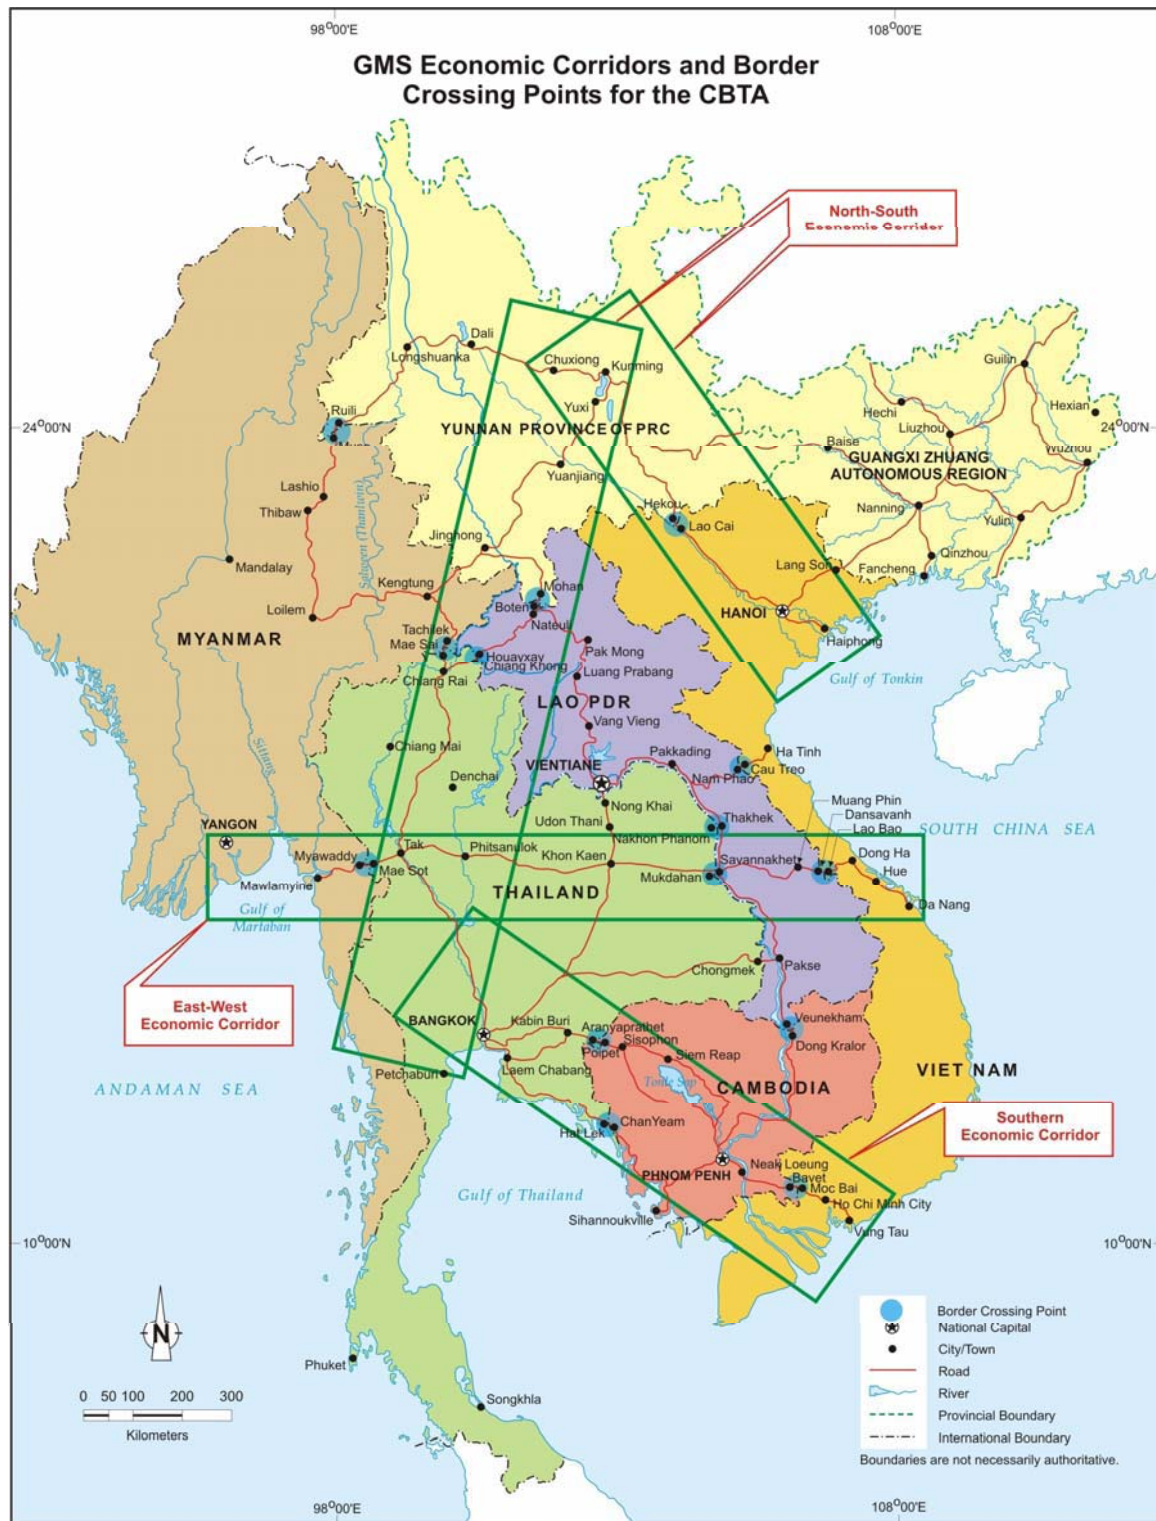 98°00'E
108°00'E
GMS Economic Corridors and Border
Crossing Points for the CBTA
North-South
Economic Corridor
Dali
Longshuanka
Chuxiong
Kunming
Guilin
Ruili
Yuxi
Hechi
Hexian
24°00'N
YUNNAN PROVINCE OF PRC
Liuzhou
24°00'N
Baise
GUANGXI ZHUANG
AUTONOMOUS REGION
Wuzhou
Yuanjiang
Lashio
Thibaw
Salween (Thanlwin)
Hekou
Lao Cai
Nanning
Yulin
Jinghong
Mandalay
Lang Son
Qinzhou
Fancheng
Kengtung
Mohan
Boten
Nateuli
Loilem
HANOI
Haiphong
MYANMAR
Tachilek
Mae Sai
Houayxay
Chiang Khong
Pak Mong
Chiang Rai
Luang Prabang
Gulf of Tonkin
LAO PDR
Vang Vieng
Sittang
Chiang Mai
Pakkading
Ha Tinh
VIENTIANE
Cau Treo
Nam Phao
Denchai
Nong Khai
Muang Phin
Dansavanh
Lao Bao
YANGON
Udon Thani
Thakhek
Nakhon Phanom
SOUTH CHINA SEA
Tak
Phitsanulok
Khon Kaen
Savannakhet
Dong Ha
Myawaddy
Mae Sot
Mukdahan
Hue
Mawlamyine
THAILAND
Da Nang
Gulf of
Martaban
Chongmek
Pakse
East-West
Economic Corridor
BANGKOK
Kabin Buri
Aranyaprathet
Sisophon
Poipet
Veunekham
Dong Kralor
Siem Reap
Laem Chabang
Petchaburi
Tonle Sap
CAMBODIA
VIET NAM
ANDAMAN SEA
ChanYeam
Hat Lek
Southern
Economic Corridor
PHNOM PENH
Neak Loeung
Bavet
Moc Bai
Ho Chi Minh City
Gulf of Thailand
Sihannoukville
Vung Tau
10°00'N
10°00'N
N
Phuket
Songkhla
0 50 100 200 300
Kilometers
Border Crossing Point
National Capital
City/Town
Road
River
Provincial Boundary
International Boundary
Boundaries are not necessarily authoritative.
98°00'E
108°00'E